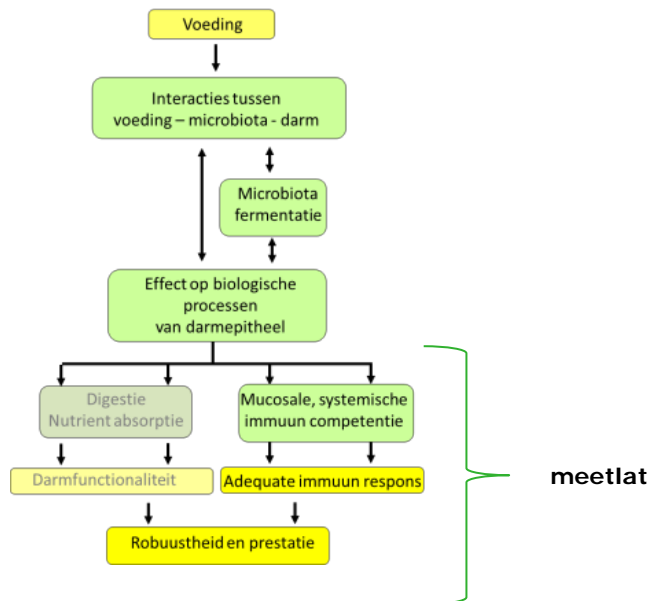 Voeding
Interacties tussen
voeding – microbiota - darm
Microbiota
fermentatie
Effect op biologische
processen
van darmepitheel
Digestie
Nutrient absorptie
Mucosale, systemische
immuun competentie
Darmfunctionaliteit
Adequate immuun respons
Robuustheid en prestatie
meetlat